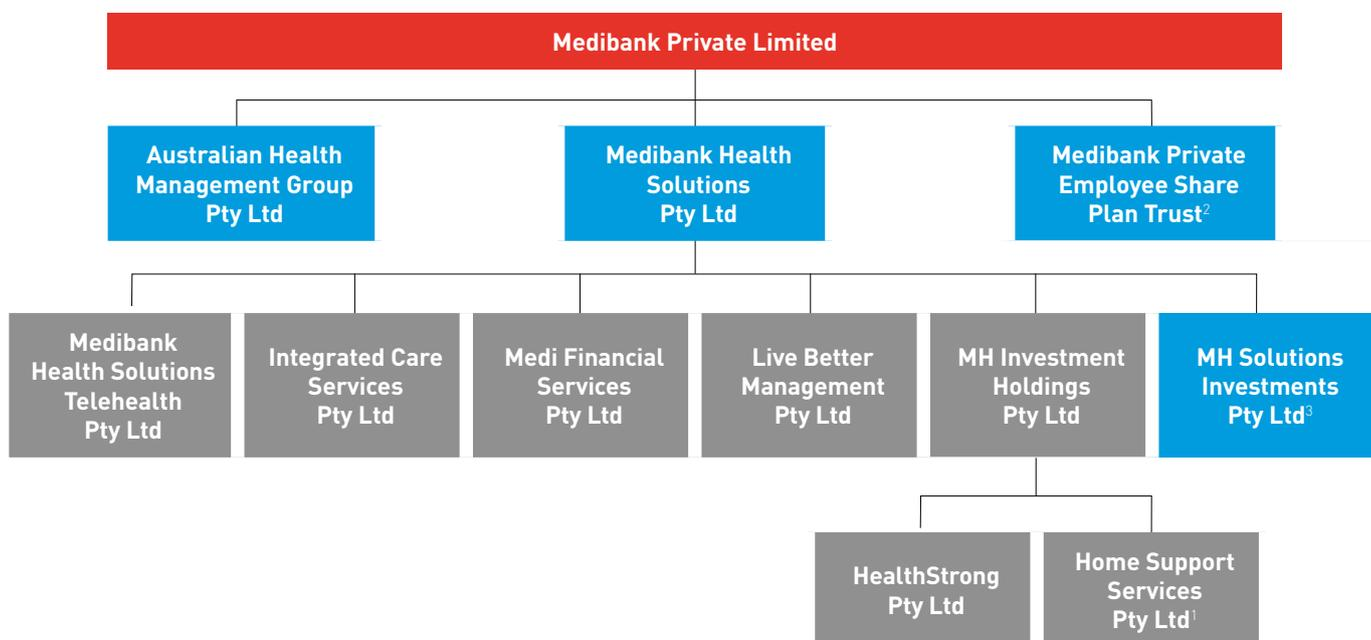 Medibank Private Limited
Australian Health
Management Group
Pty Ltd
Medibank Health
Solutions
Pty Ltd
Medibank Private
Employee Share
Plan Trust²
Medibank
Health Solutions
Telehealth
Pty Ltd
Integrated Care
Services
Pty Ltd
Medi Financial
Services
Pty Ltd
Live Better
Management
Pty Ltd
MH Investment
Holdings
Pty Ltd
MH Solutions
Investments
Pty Ltd³
HealthStrong
Pty Ltd
Home Support
Services
Pty Ltd¹